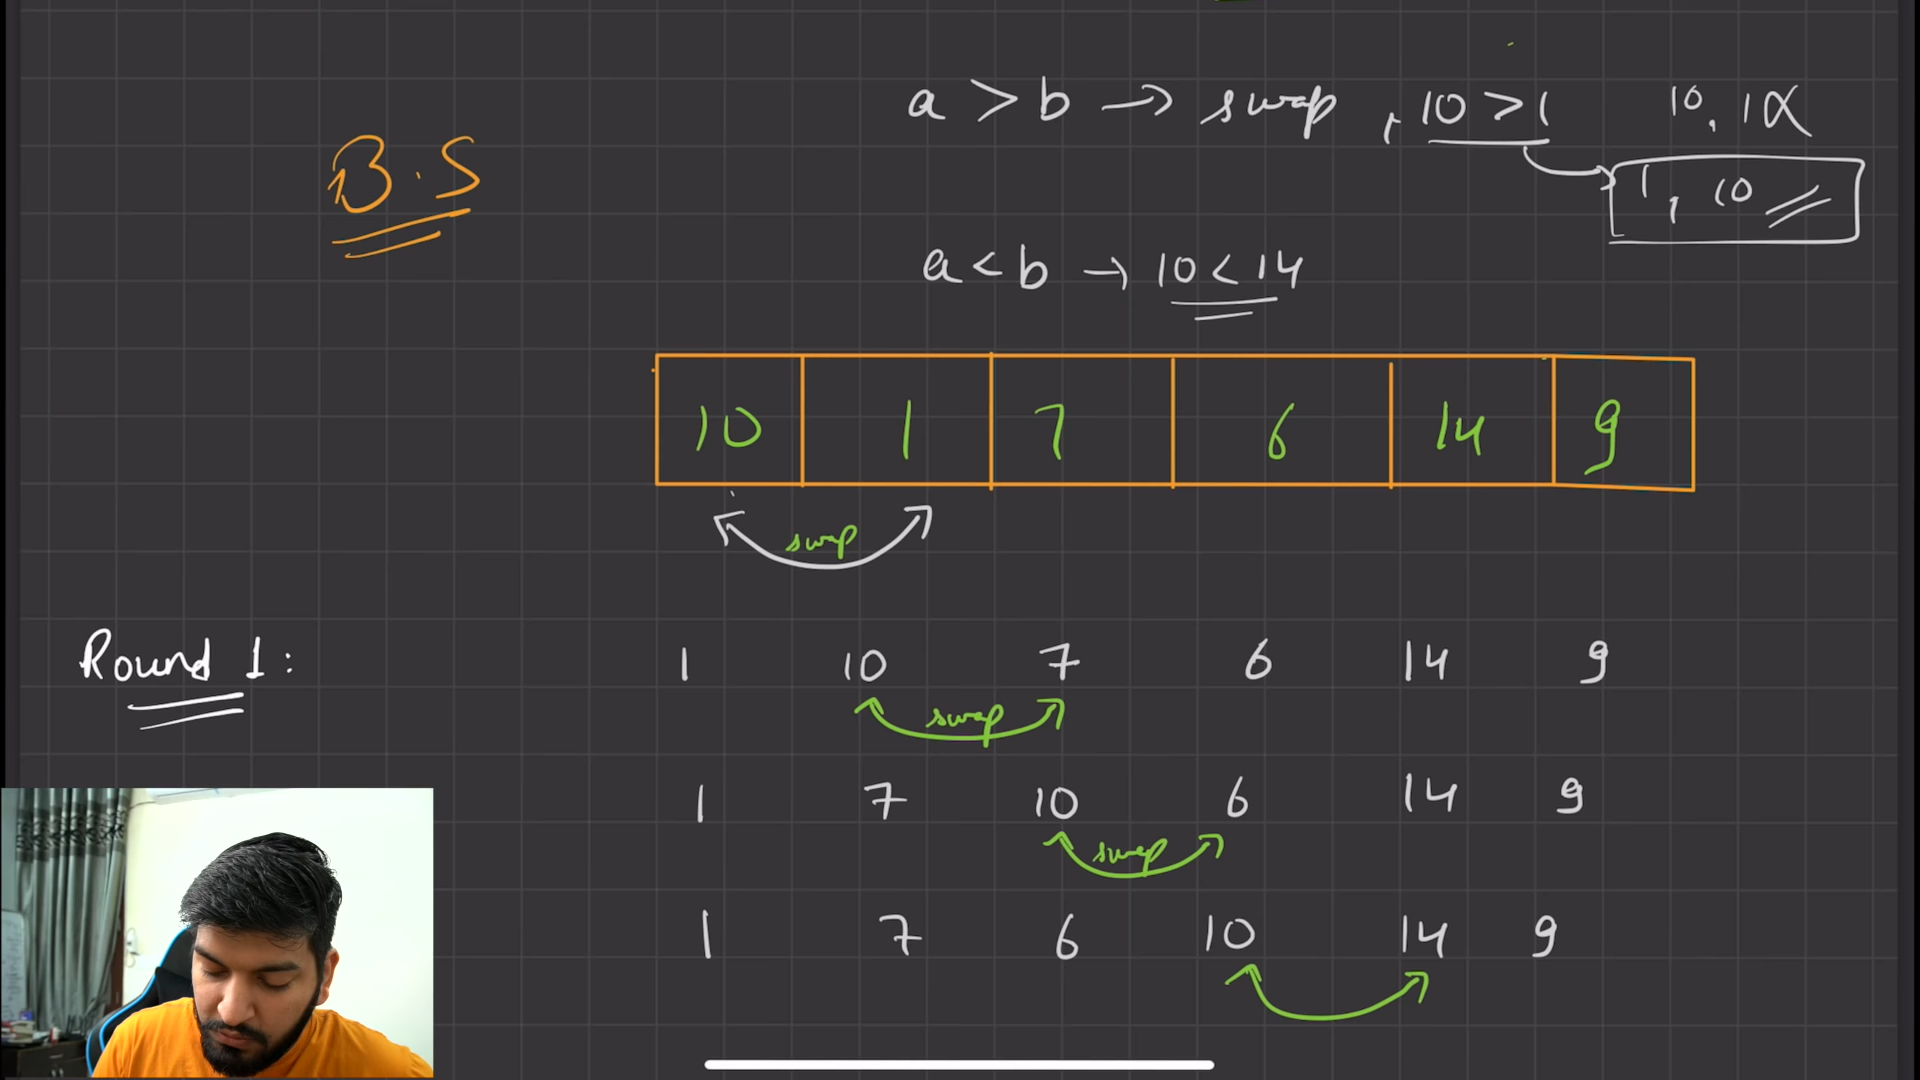 a > b → swap , 10 > 1 10, 1 X
B.S
1, 10
a < b → 10 < 14
10 1 7 6 14 9
swap
Round 1: 1 10 7 6 14 9
swap
1 7 10 6 14 9
swap
1 7 6 10 14 9